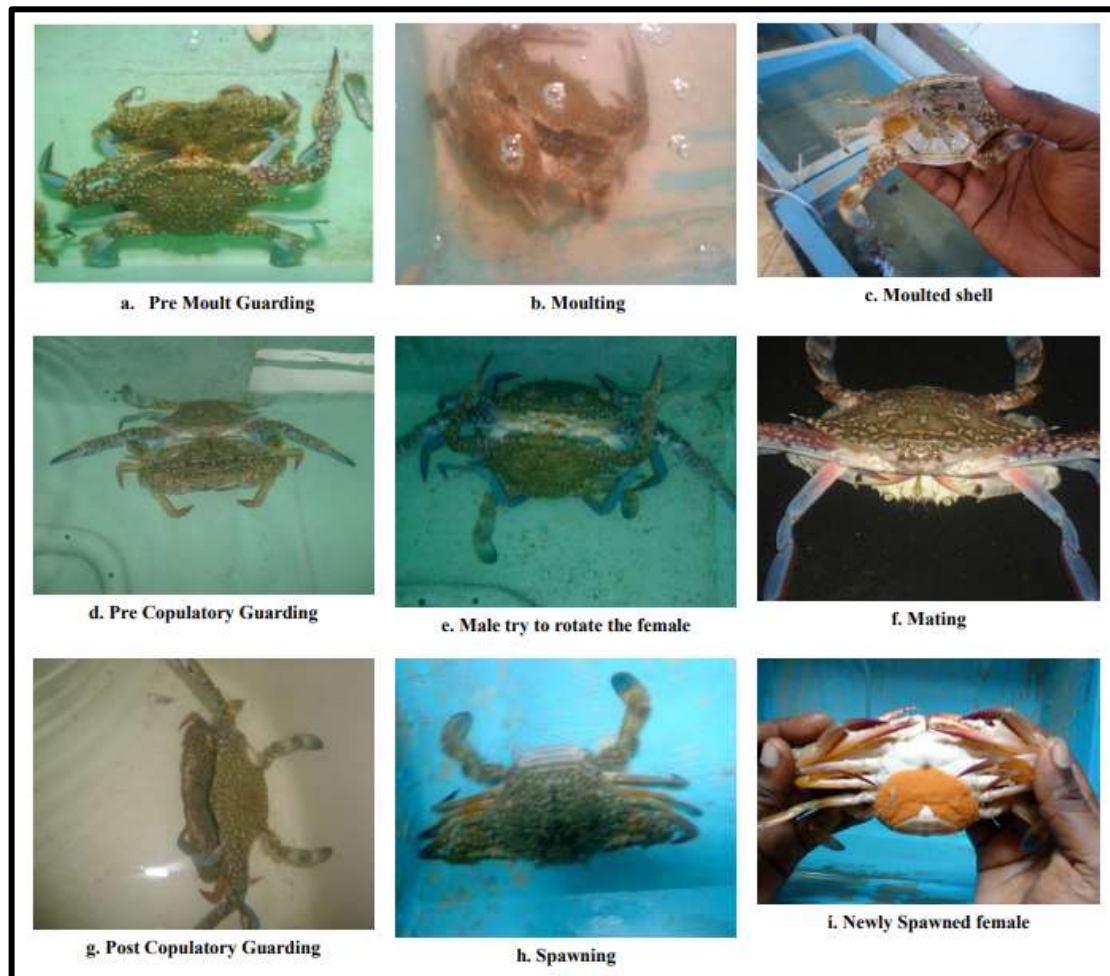 a. Pre Moult Guarding
b. Moulting
c. Moulted shell
d. Pre Copulatory Guarding
e. Male try to rotate the female
f. Mating
g. Post Copulatory Guarding
h. Spawning
i. Newly Spawned female